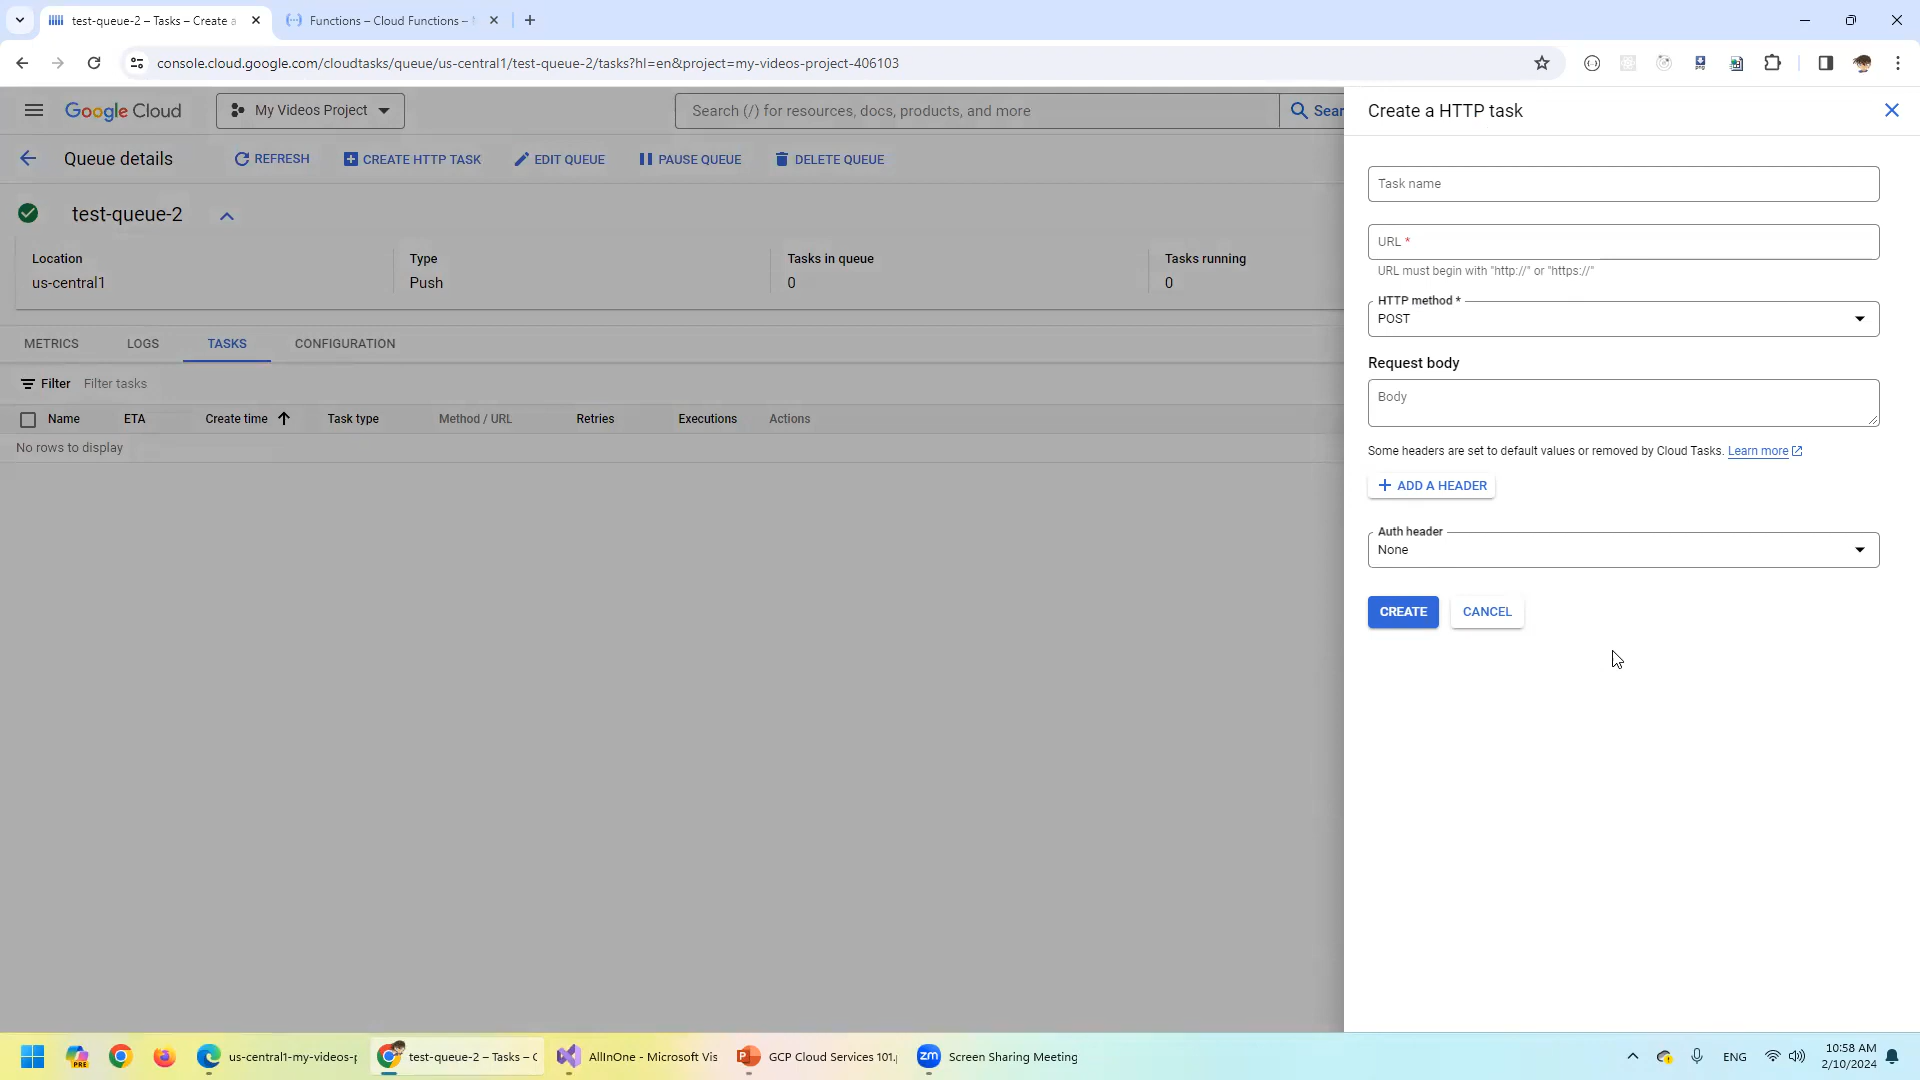 test-queue-2 – Tasks – Create a
Functions – Cloud Functions –
console.cloud.google.com/cloudtasks/queue/us-central1/test-queue-2/tasks?hl=en&project=my-videos-project-406103
Google Cloud
My Videos Project
Search (/) for resources, docs, products, and more
Sear
Create a HTTP task
Queue details
REFRESH
CREATE HTTP TASK
EDIT QUEUE
PAUSE QUEUE
DELETE QUEUE
Task name
test-queue-2
URL *
URL must begin with "http://" or "https://"
Location
Type
Tasks in queue
Tasks running
us-central1
Push
0
0
HTTP method *
POST
METRICS
LOGS
TASKS
CONFIGURATION
Request body
Filter
Filter tasks
Body
Name
ETA
Create time
Task type
Method / URL
Retries
Executions
Actions
No rows to display
Some headers are set to default values or removed by Cloud Tasks. Learn more
ADD A HEADER
Auth header
None
CREATE
CANCEL
us-central1-my-videos-p
test-queue-2 – Tasks – C
AllInOne - Microsoft Vis
GCP Cloud Services 101.p
zm
Screen Sharing Meeting
PRE
ENG
10:58 AM
2/10/2024